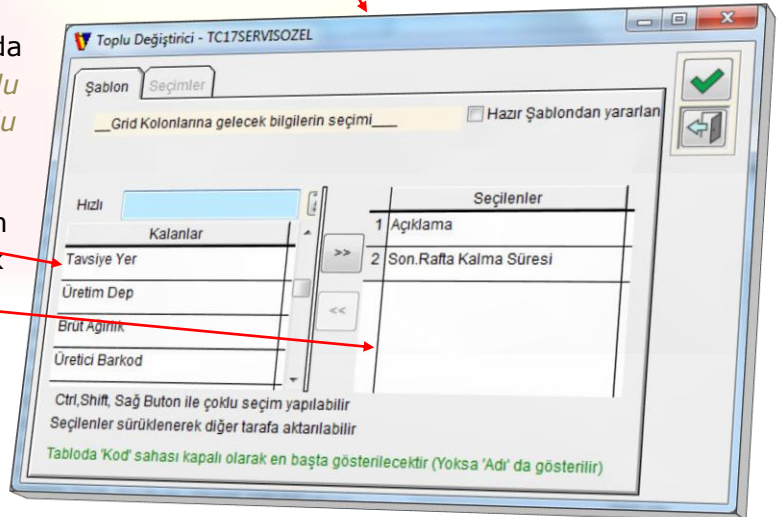 Toplu Değiştirici - TC17SERVISOZEL
da
lu
u
n
k
Şablon
Seçimler
__Grid Kolonlarına gelecek bilgilerin seçimi___
Hazır Şablondan yararlan
Hızlı
Kalanlar
Tavsiye Yer
Üretim Dep
Brüt Ağırlık
Üretici Barkod
>>
<<
Seçilenler
1 Açıklama
2 Son.Rafta Kalma Süresi
Ctrl,Shift, Sağ Buton ile çoklu seçim yapılabilir
Seçilenler sürüklenerek diğer tarafa aktarılabilir
Tabloda 'Kod' sahası kapalı olarak en başta gösterilecektir (Yoksa 'Adı' da gösterilir)